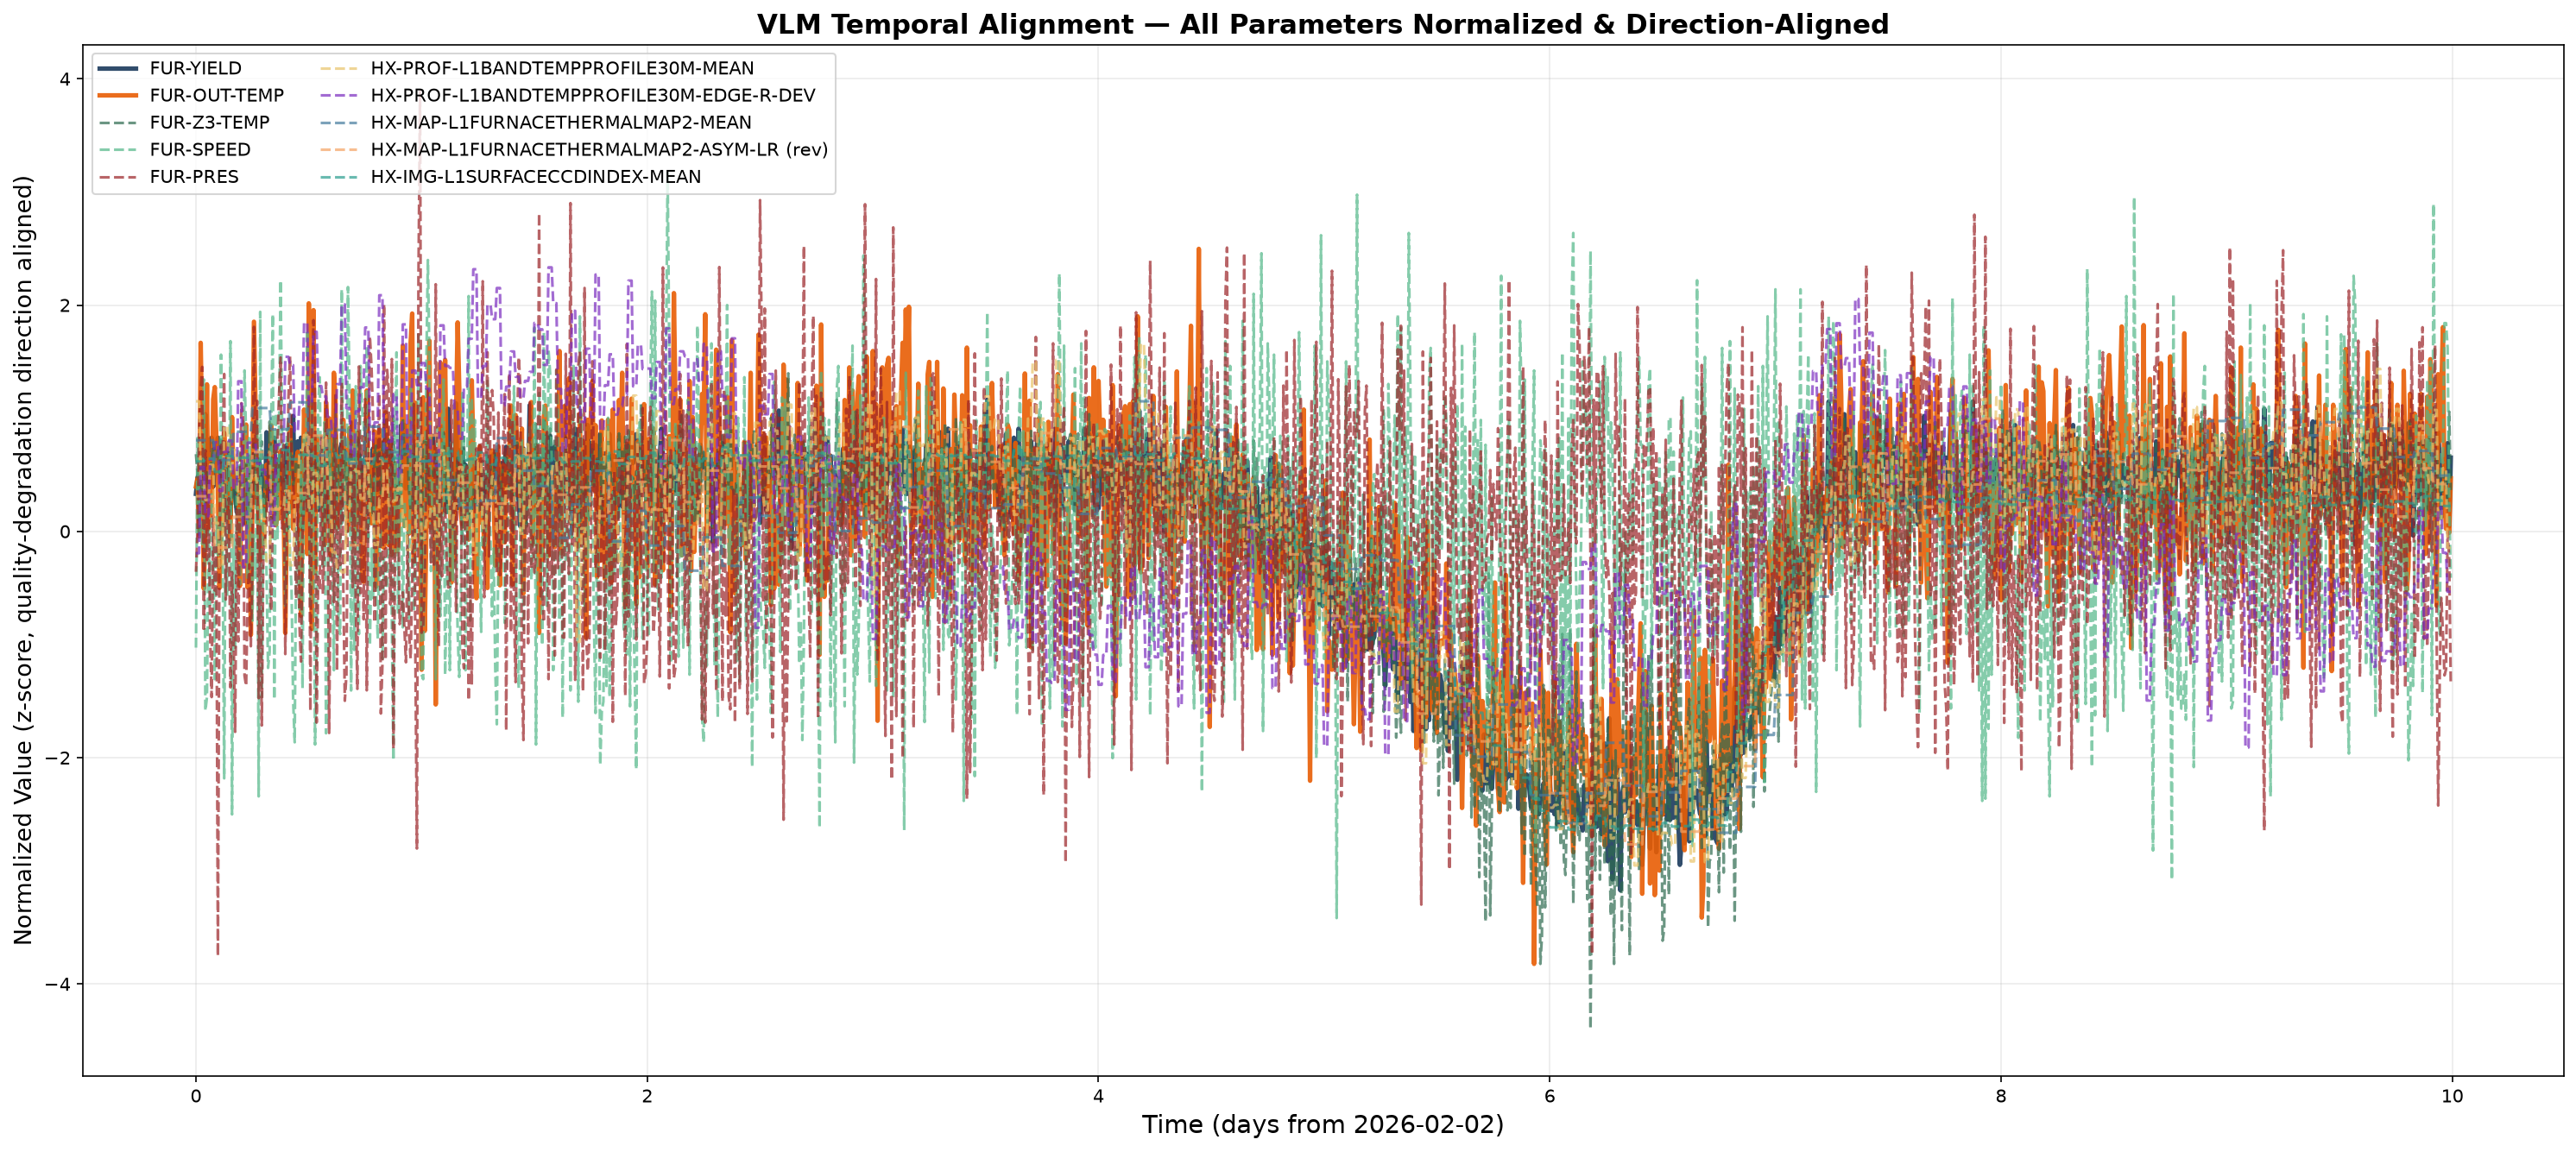 VLM Temporal Alignment — All Parameters Normalized & Direction-Aligned
Normalized Value (z-score, quality-degradation direction aligned)
4
2
0
−2
−4
FUR-YIELD
FUR-OUT-TEMP
FUR-Z3-TEMP
FUR-SPEED
FUR-PRES
HX-PROF-L1BANDTEMPPROFILE30M-MEAN
HX-PROF-L1BANDTEMPPROFILE30M-EDGE-R-DEV
HX-MAP-L1FURNACETHERMALMAP2-MEAN
HX-MAP-L1FURNACETHERMALMAP2-ASYM-LR (rev)
HX-IMG-L1SURFACECCDINDEX-MEAN
0 2 4 6 8 10
Time (days from 2026-02-02)